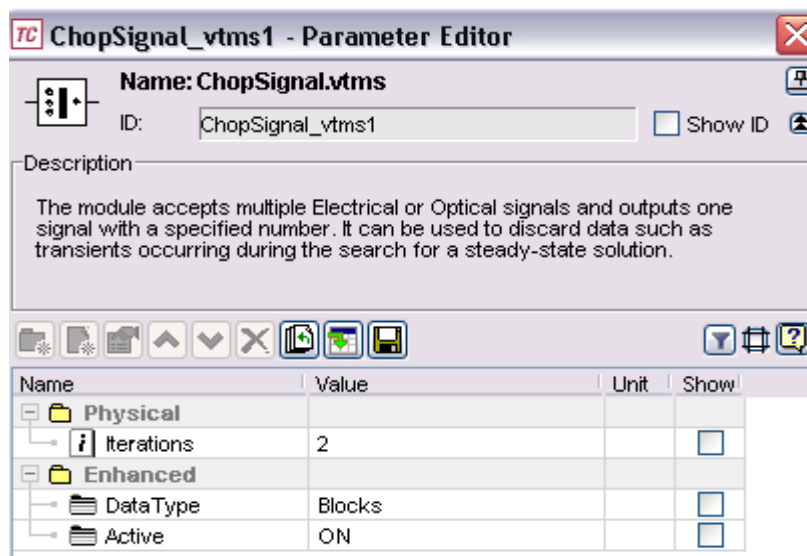 TC ChopSignal_vtms1 - Parameter Editor
Name: ChopSignal.vtms
ID: ChopSignal_vtms1 Show ID
Description
The module accepts multiple Electrical or Optical signals and outputs one
signal with a specified number. It can be used to discard data such as
transients occurring during the search for a steady-state solution.
Name Value Unit Show
Physical
i Iterations 2
Enhanced
DataType Blocks
Active ON